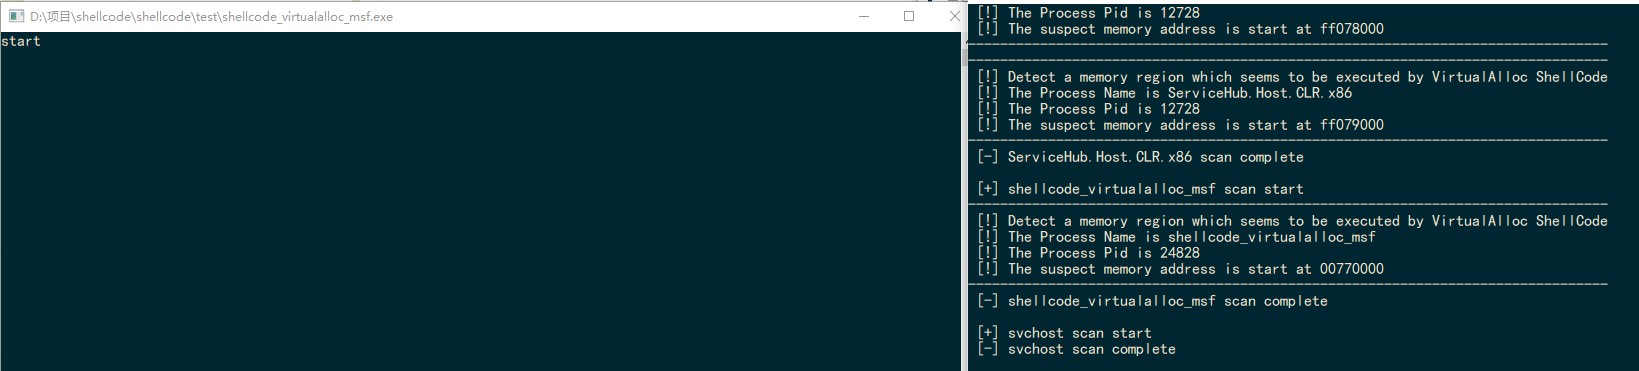 D:\项目\shellcode\shellcode\test\shellcode_virtualalloc_msf.exe
start
[!] The Process Pid is 12728
[!] The suspect memory address is start at ff078000
[!] Detect a memory region which seems to be executed by VirtualAlloc ShellCode
[!] The Process Name is ServiceHub.Host.CLR.x86
[!] The Process Pid is 12728
[!] The suspect memory address is start at ff079000
[-] ServiceHub.Host.CLR.x86 scan complete
[+] shellcode_virtualalloc_msf scan start
[!] Detect a memory region which seems to be executed by VirtualAlloc ShellCode
[!] The Process Name is shellcode_virtualalloc_msf
[!] The Process Pid is 24828
[!] The suspect memory address is start at 00770000
[-] shellcode_virtualalloc_msf scan complete
[+] svchost scan start
[-] svchost scan complete